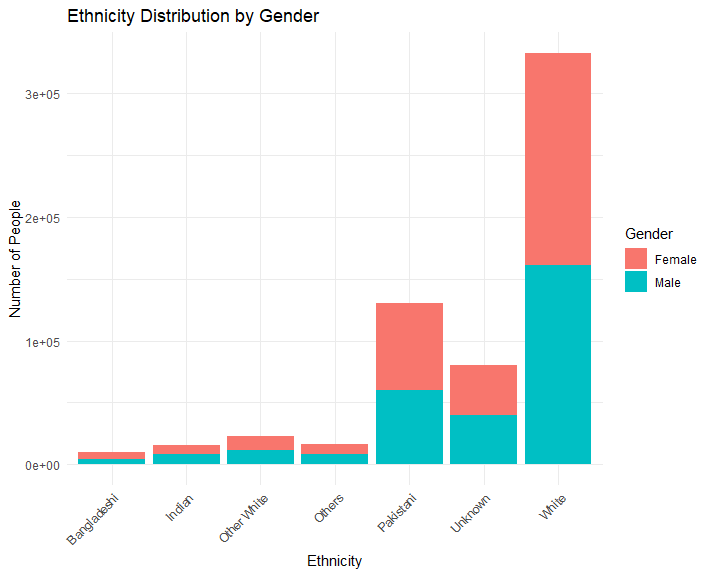 Ethnicity Distribution by Gender
3e+05
2e+05
1e+05
0e+00
Number of People
Bangladeshi
Indian
Other White
Others
Pakistani
Unknown
White
Ethnicity
Gender
Female
Male